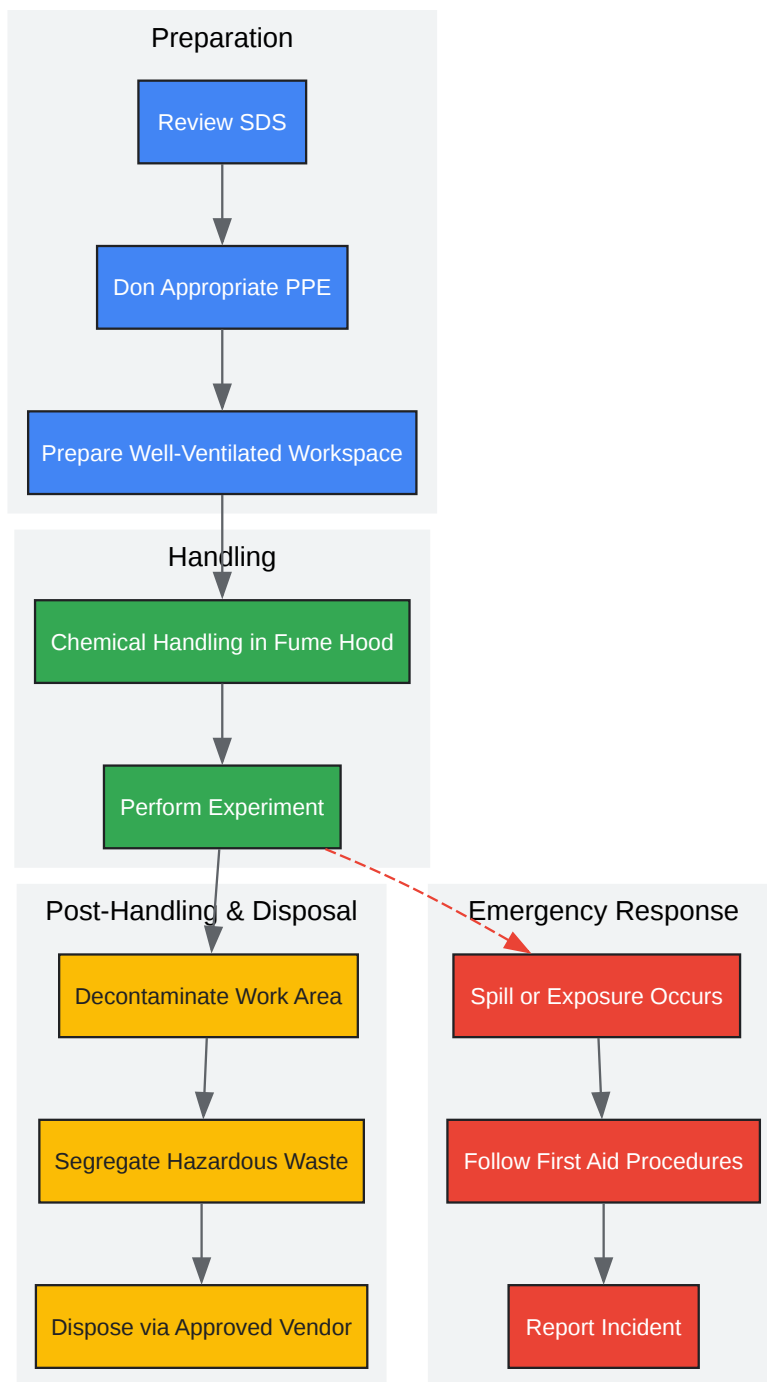 Preparation
Review SDS
Don Appropriate PPE
Prepare Well-Ventilated Workspace
Handling
Chemical Handling in Fume Hood
Perform Experiment
Post-Handling & Disposal
Decontaminate Work Area
Segregate Hazardous Waste
Dispose via Approved Vendor
Emergency Response
Spill or Exposure Occurs
Follow First Aid Procedures
Report Incident